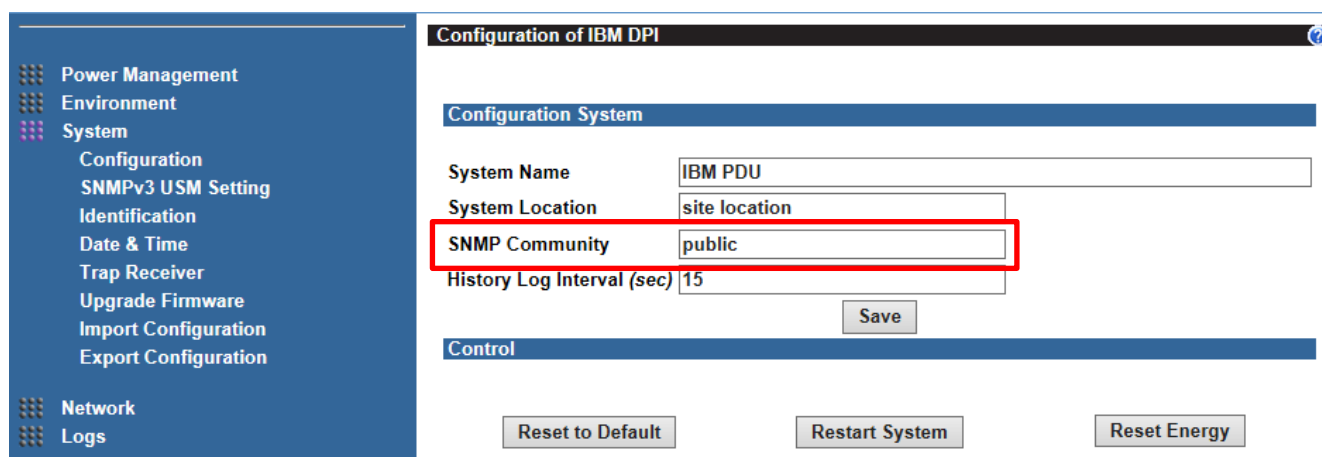 Configuration of IBM DPI
Power Management
Environment
System
Configuration
SNMPv3 USM Setting
Identification
Date & Time
Trap Receiver
Upgrade Firmware
Import Configuration
Export Configuration
Network
Logs
Configuration System
System Name IBM PDU
System Location site location
SNMP Community public
History Log Interval (sec) 15
Save
Control
Reset to Default Restart System Reset Energy